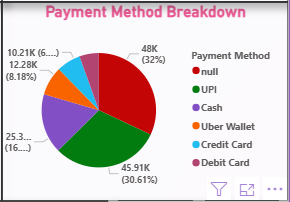 Payment Method Breakdown
10.21K (6....)
12.28K
(8.18%)
48K
(32%)
25.3...
(16....)
45.91K
(30.61%)
Payment Method
null
UPI
Cash
Uber Wallet
Credit Card
Debit Card